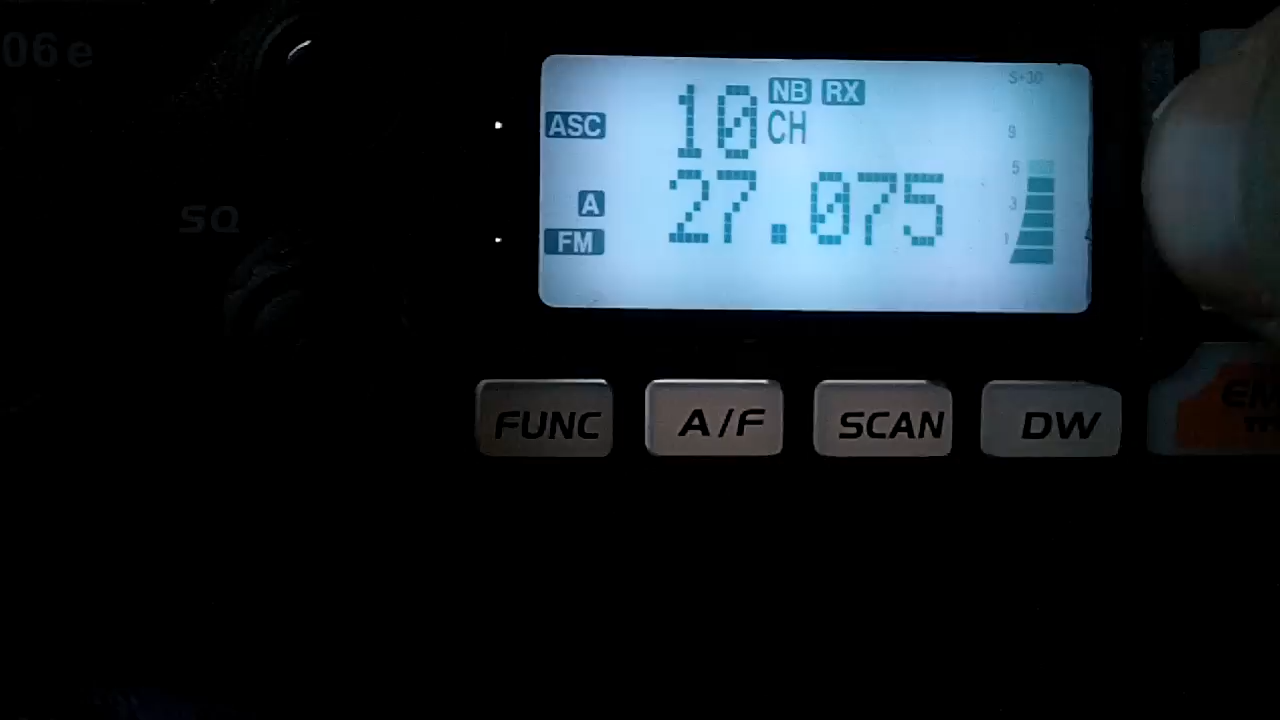 06e
SQ
ASC
10 CH NB RX
S+30
9
5
3
1
A
27.075
FM
FUNC
A/F
SCAN
DW